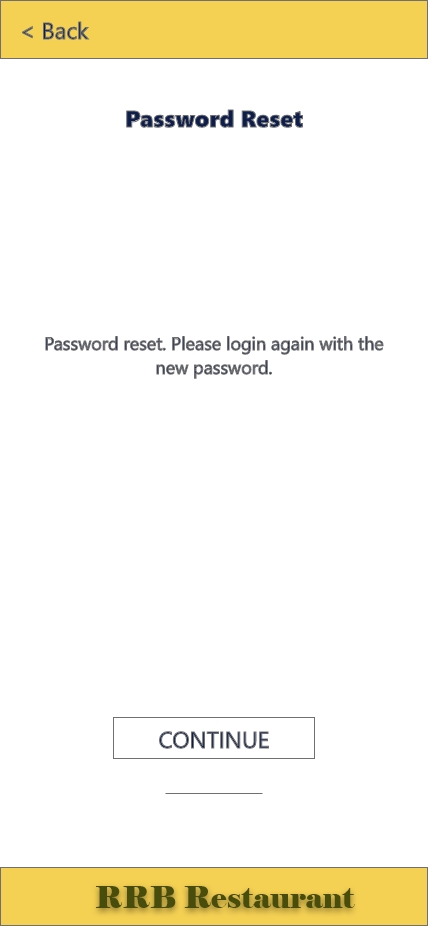 < Back
Password Reset
Password reset. Please login again with the
new password.
CONTINUE
RRB Restaurant